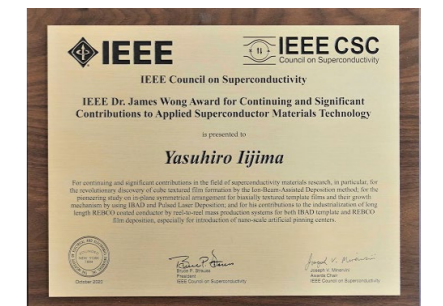 IEEE
IEEE CSC
Council on Superconductivity
IEEE Council on Superconductivity
IEEE Dr. James Wong Award for Continuing and Significant
Contributions to Applied Superconductor Materials Technology
is presented to
Yasuhiro Iijima
For continuing and significant contributions in the field of superconductivity materials research, in particular, for
the revolutionary discovery of cube textured film formation by the Ion-Beam-Assisted Deposition method; for the
pioneering study on in-plane symmetrical arrangement for biaxially textured template films and their growth
mechanism by using IBAD and Pulsed Laser Deposition; and for his contributions to the industrialization of long
length REBCO coated conductor by reel-to-reel mass production systems for both IBAD template and REBCO
film deposition, especially for introduction of nano-scale artificial pinning centers.
October 2022
Bruce P. Strauss
President
IEEE Council on Superconductivity
Joseph V. Minervini
Awards Chair
IEEE Council on Superconductivity